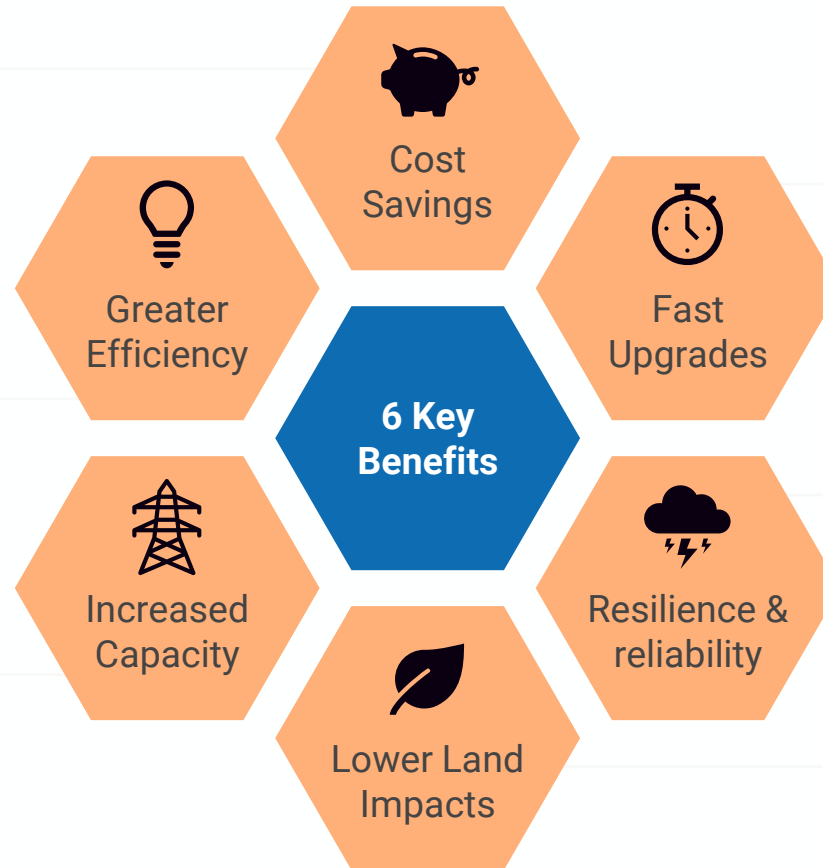 Cost
Savings
Greater
Efficiency
Fast
Upgrades
6 Key
Benefits
Increased
Capacity
Resilience &
reliability
Lower Land
Impacts